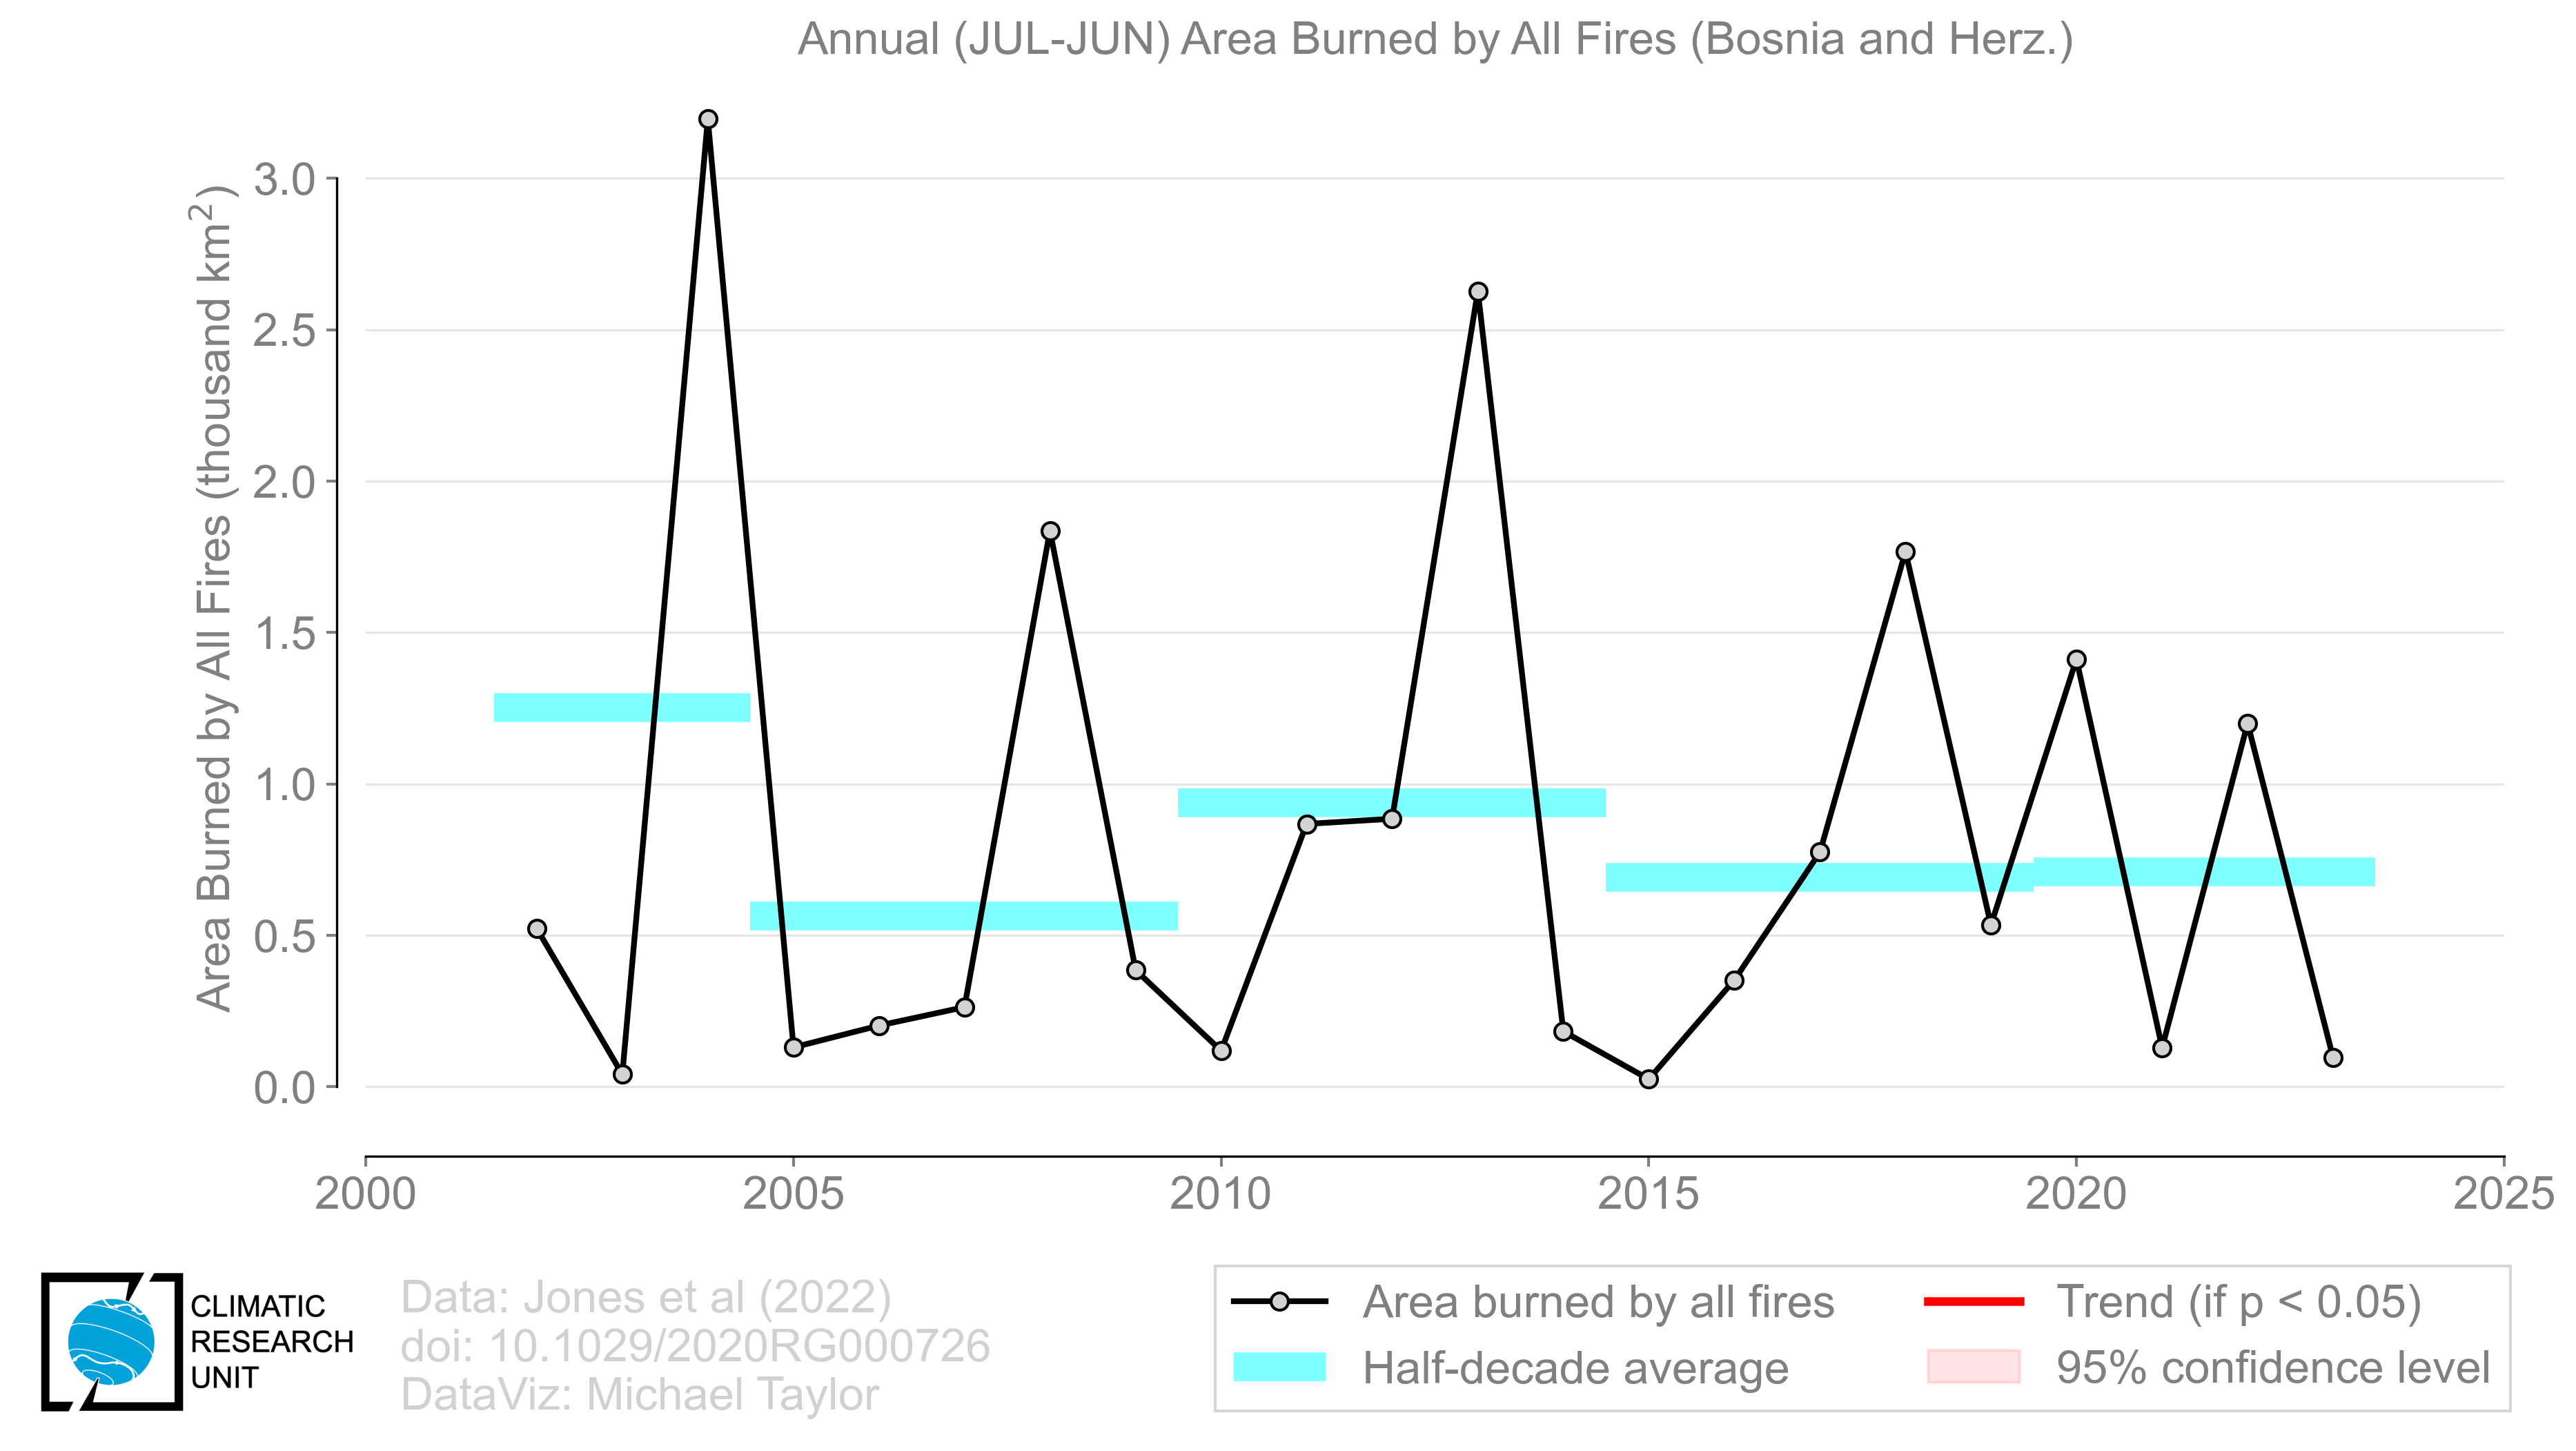 Annual (JUL-JUN) Area Burned by All Fires (Bosnia and Herz.)
Area Burned by All Fires (thousand km²)
3.0
2.5
2.0
1.5
1.0
0.5
0.0
2000 2005 2010 2015 2020 2025
CLIMATIC
RESEARCH
UNIT
Data: Jones et al (2022)
doi: 10.1029/2020RG000726
DataViz: Michael Taylor
Area burned by all fires
Half-decade average
Trend (if p < 0.05)
95% confidence level